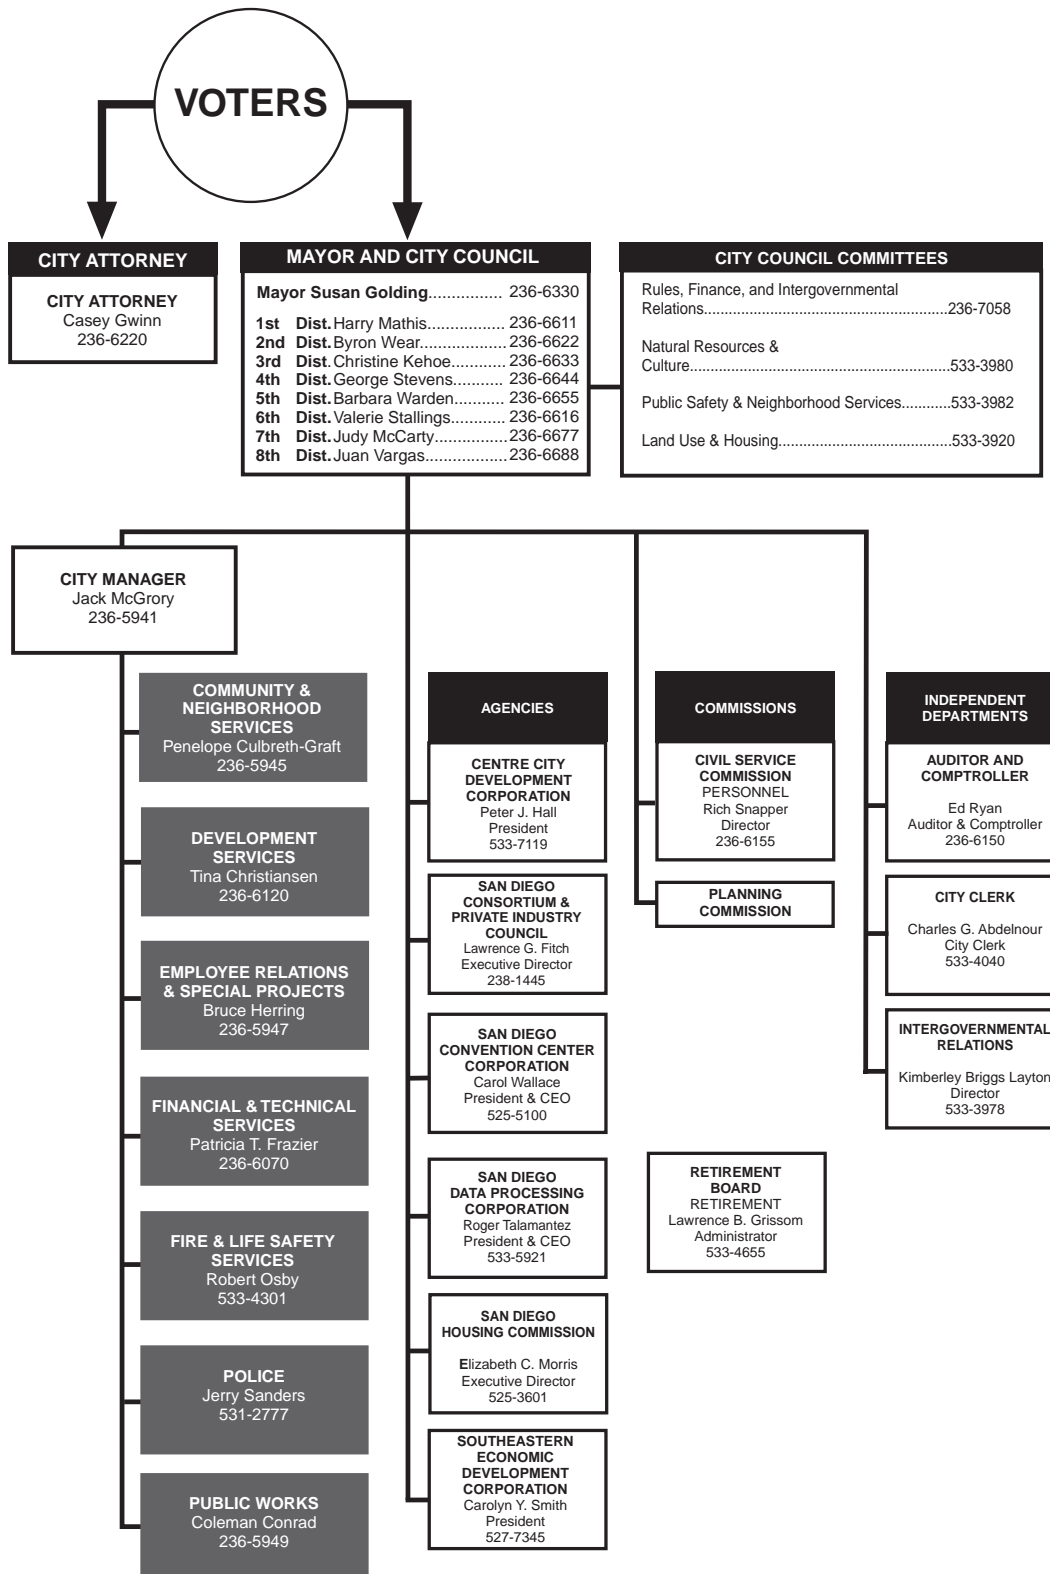 VOTERS
CITY ATTORNEY
CITY ATTORNEY
Casey Gwinn
236-6220
MAYOR AND CITY COUNCIL
Mayor Susan Golding................ 236-6330
1st Dist. Harry Mathis................. 236-6611
2nd Dist. Byron Wear.................. 236-6622
3rd Dist. Christine Kehoe............. 236-6633
4th Dist. George Stevens........... 236-6644
5th Dist. Barbara Warden........... 236-6655
6th Dist. Valerie Stallings............ 236-6616
7th Dist. Judy McCarty................ 236-6677
8th Dist. Juan Vargas.................. 236-6688
CITY COUNCIL COMMITTEES
Rules, Finance, and Intergovernmental
Relations..........................................................236-7058
Natural Resources &
Culture..............................................................533-3980
Public Safety & Neighborhood Services............533-3982
Land Use & Housing..........................................533-3920
CITY MANAGER
Jack McGrory
236-5941
COMMUNITY &
NEIGHBORHOOD
SERVICES
Penelope Culbreth-Graft
236-5945
DEVELOPMENT
SERVICES
Tina Christiansen
236-6120
EMPLOYEE RELATIONS
& SPECIAL PROJECTS
Bruce Herring
236-5947
FINANCIAL & TECHNICAL
SERVICES
Patricia T. Frazier
236-6070
FIRE & LIFE SAFETY
SERVICES
Robert Osby
533-4301
POLICE
Jerry Sanders
531-2777
PUBLIC WORKS
Coleman Conrad
236-5949
AGENCIES
CENTRE CITY
DEVELOPMENT
CORPORATION
Peter J. Hall
President
533-7119
SAN DIEGO
CONSORTIUM &
PRIVATE INDUSTRY
COUNCIL
Lawrence G. Fitch
Executive Director
238-1445
SAN DIEGO
CONVENTION CENTER
CORPORATION
Carol Wallace
President & CEO
525-5100
SAN DIEGO
DATA PROCESSING
CORPORATION
Roger Talamantez
President & CEO
533-5921
SAN DIEGO
HOUSING COMMISSION
Elizabeth C. Morris
Executive Director
525-3601
SOUTHEASTERN
ECONOMIC
DEVELOPMENT
CORPORATION
Carolyn Y. Smith
President
527-7345
COMMISSIONS
CIVIL SERVICE
COMMISSION
PERSONNEL
Rich Snapper
Director
236-6155
PLANNING
COMMISSION
RETIREMENT
BOARD
RETIREMENT
Lawrence B. Grissom
Administrator
533-4655
INDEPENDENT
DEPARTMENTS
AUDITOR AND
COMPTROLLER
Ed Ryan
Auditor & Comptroller
236-6150
CITY CLERK
Charles G. Abdelnour
City Clerk
533-4040
INTERGOVERNMENTAL
RELATIONS
Kimberley Briggs Layton
Director
533-3978